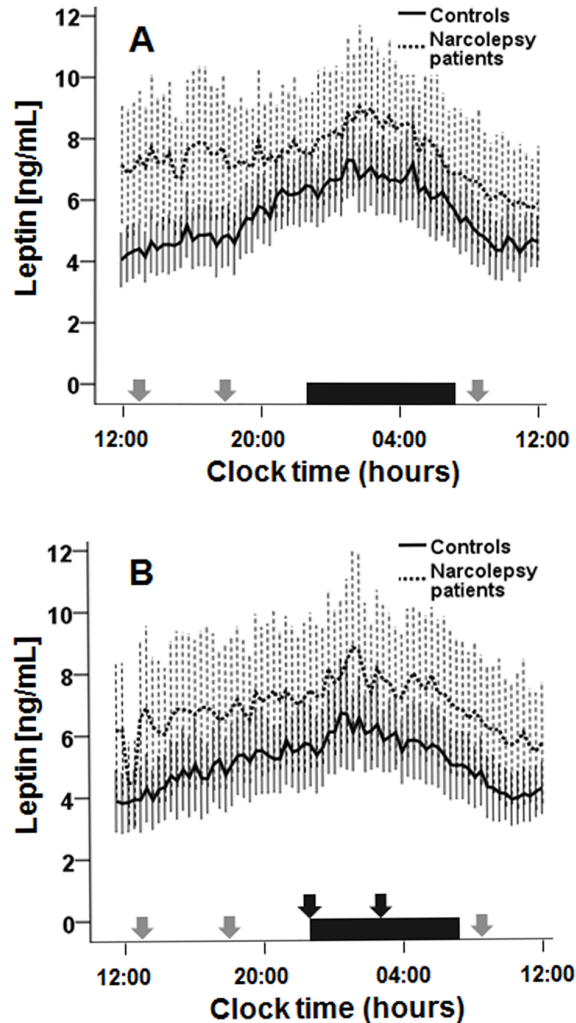 A
Controls
Narcolepsy
patients
12
10
8
6
4
2
0
Leptin [ng/mL]
12:00 20:00 04:00 12:00
Clock time (hours)
B
Controls
Narcolepsy
patients
12
10
8
6
4
2
0
Leptin [ng/mL]
12:00 20:00 04:00 12:00
Clock time (hours)